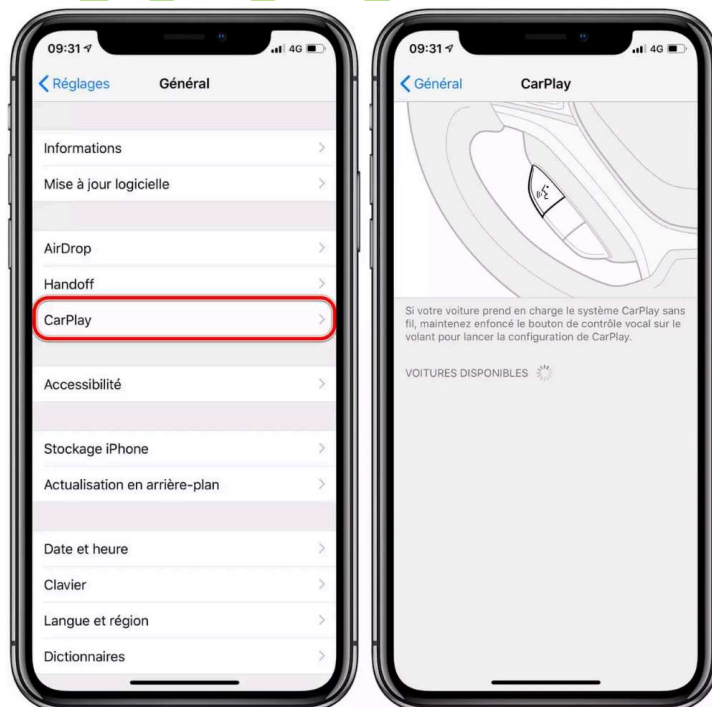 09:31
4G
Réglages
Général
Informations
Mise à jour logicielle
AirDrop
Handoff
CarPlay
Accessibilité
Stockage iPhone
Actualisation en arrière-plan
Date et heure
Clavier
Langue et région
Dictionnaires
09:31
4G
Général
CarPlay
Si votre voiture prend en charge le système CarPlay sans
fil, maintenez enfoncé le bouton de contrôle vocal sur le
volant pour lancer la configuration de CarPlay.
VOITURES DISPONIBLES